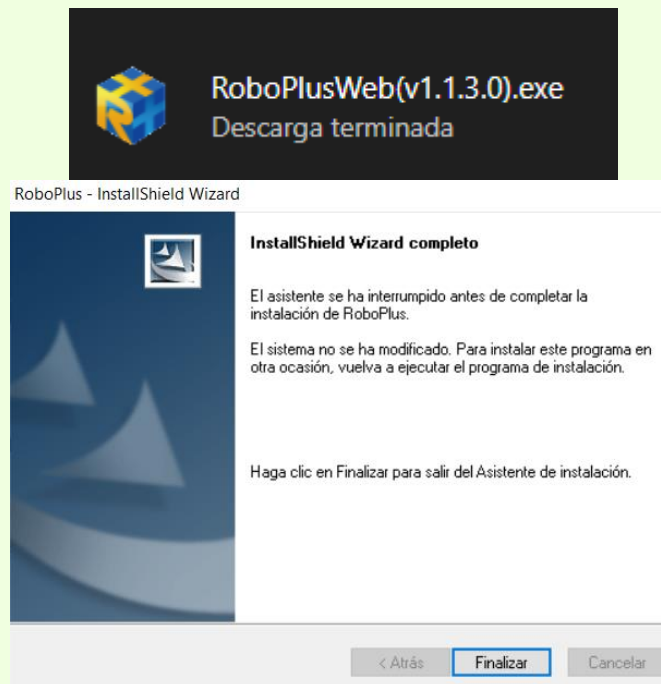 RoboPlusWeb(v1.1.3.0).exe
Descarga terminada
RoboPlus - InstallShield Wizard
InstallShield Wizard completo
El asistente se ha interrumpido antes de completar la
instalación de RoboPlus.
El sistema no se ha modificado. Para instalar este programa en
otra ocasión, vuelva a ejecutar el programa de instalación.
Haga clic en Finalizar para salir del Asistente de instalación.
< Atrás Finalizar Cancelar